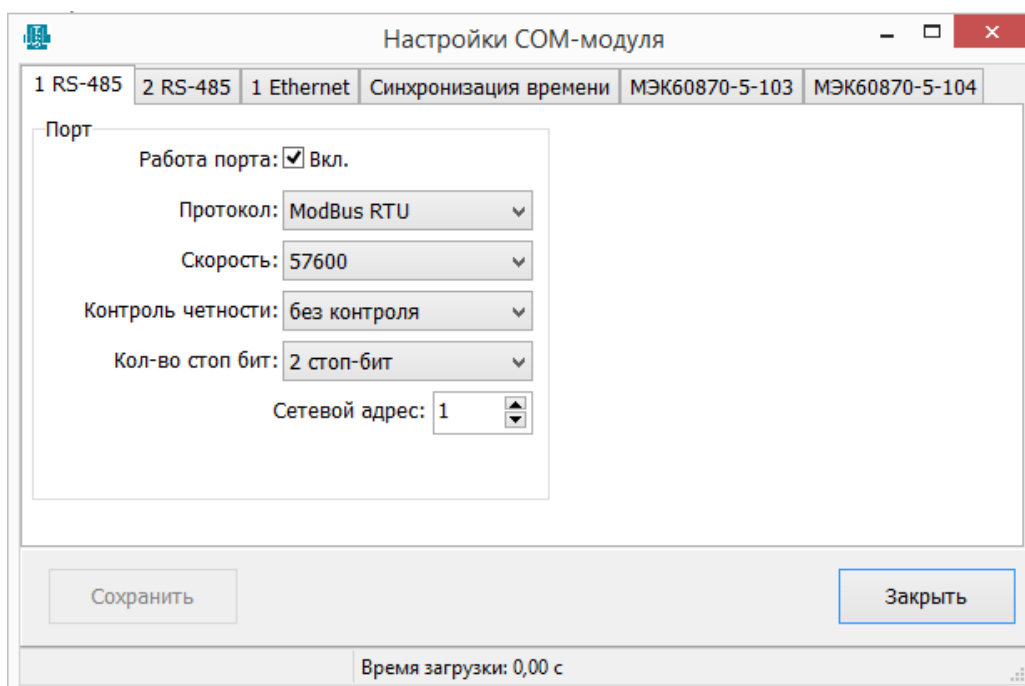 Настройки COM-модуля
1 RS-485 2 RS-485 1 Ethernet Синхронизация времени МЭК60870-5-103 МЭК60870-5-104
Порт
Работа порта: Вкл.
Протокол: ModBus RTU
Скорость: 57600
Контроль четности: без контроля
Кол-во стоп бит: 2 стоп-бит
Сетевой адрес: 1
Сохранить Закрыть
Время загрузки: 0,00 с